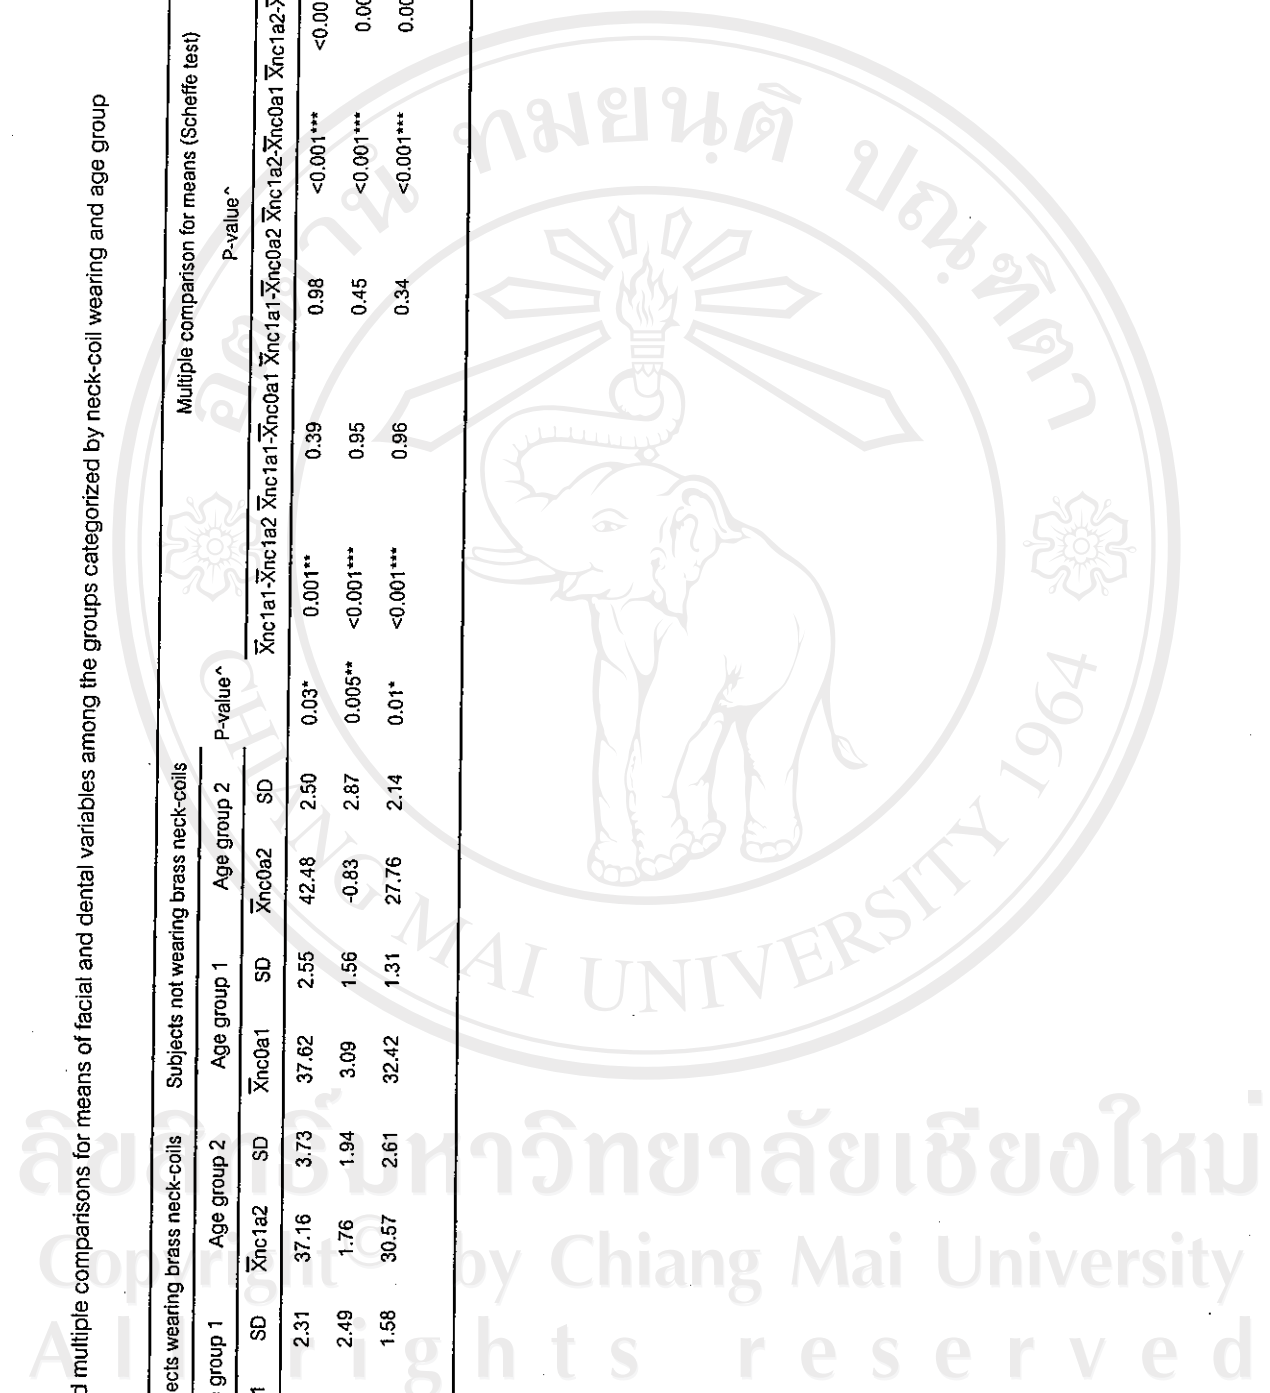 multiple comparisons for means of facial and dental variables among the groups categorized by neck-coil wearing and age group
wearing brass neck-coils Subjects not wearing brass neck-coils Multiple comparison for means (Scheffe test)
group 1 Age group 2 Age group 1 Age group 2 P-value^ P-value^
SD X̅nc1a2 SD X̅nc0a1 SD X̅nc0a2 SD X̅nc1a1-X̅nc1a2 X̅nc1a1-X̅nc0a1 X̅nc1a1-X̅nc0a2 X̅nc1a2-X̅nc0a1 X̅nc1a2-
2.31 37.16 3.73 37.62 2.55 42.48 2.50 0.03* 0.001** 0.39 0.98 <0.001***
2.49 1.76 1.94 3.09 1.56 -0.83 2.87 0.005** <0.001*** 0.95 0.45 <0.001***
1.58 30.57 2.61 32.42 1.31 27.76 2.14 0.01* <0.001*** 0.96 0.34 <0.001***
CHIANG MAI UNIVERSITY 1964
ลิขสิทธิ์มหาวิทยาลัยเชียงใหม่
Copyright © by Chiang Mai University
All rights reserved